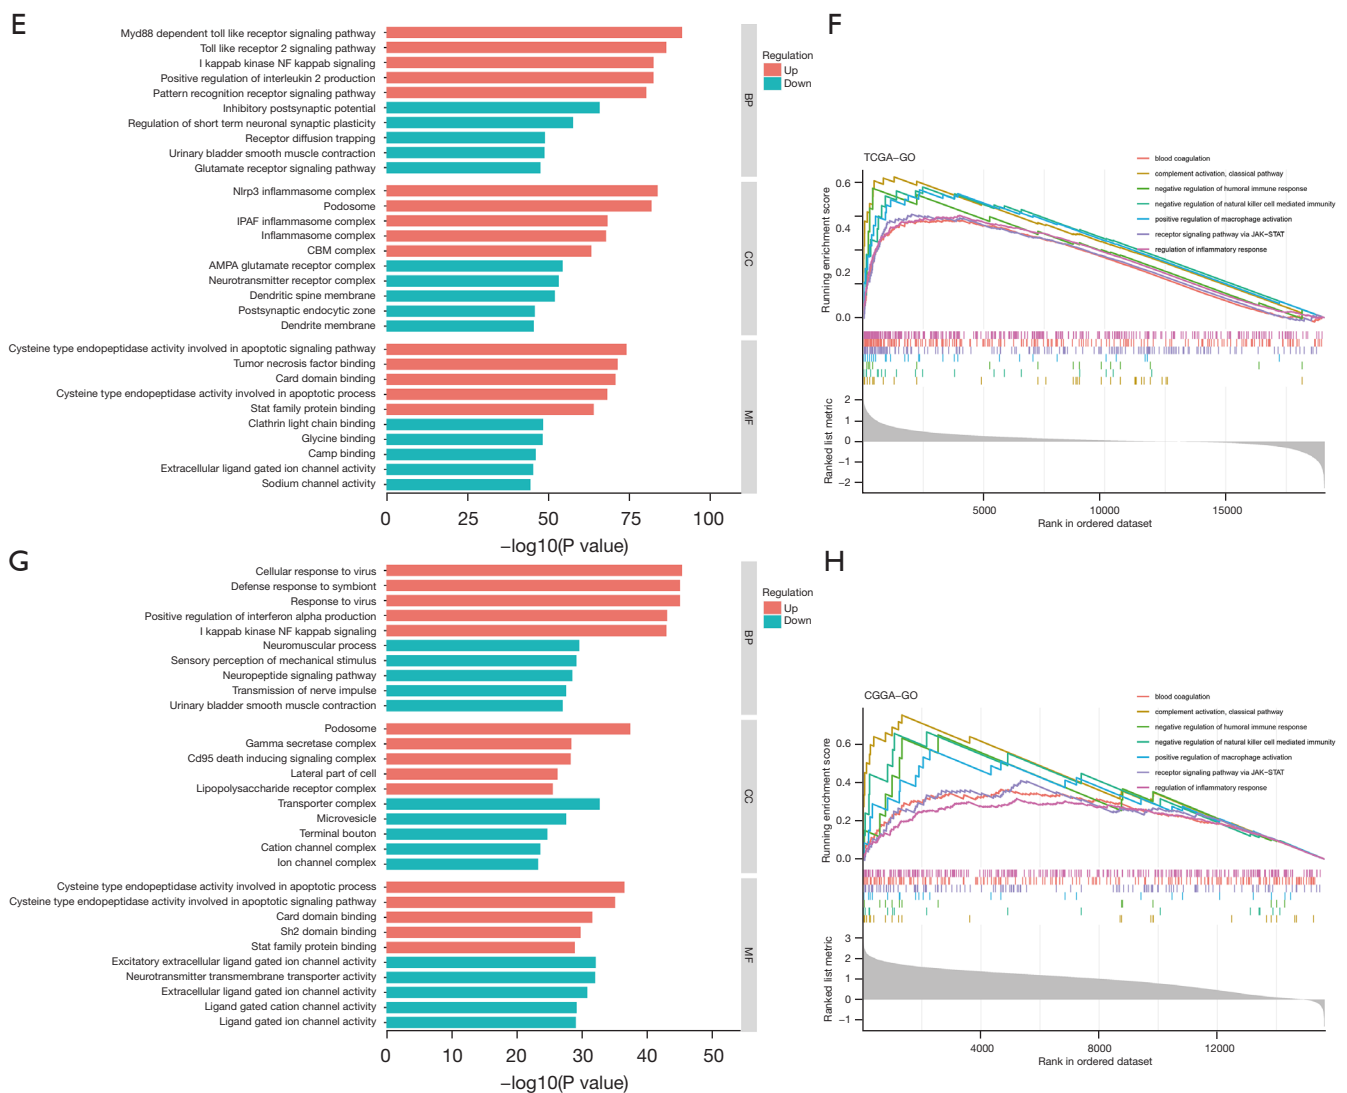 E
Myd88 dependent toll like receptor signaling pathway
Toll like receptor 2 signaling pathway
I kappab kinase NF kappab signaling
Positive regulation of interleukin 2 production
Pattern recognition receptor signaling pathway
Inhibitory postsynaptic potential
Regulation of short term neuronal synaptic plasticity
Receptor diffusion trapping
Urinary bladder smooth muscle contraction
Glutamate receptor signaling pathway
BP
Nlrp3 inflammasome complex
Podosome
IPAF inflammasome complex
Inflammasome complex
CBM complex
AMPA glutamate receptor complex
Neurotransmitter receptor complex
Dendritic spine membrane
Postsynaptic endocytic zone
Dendrite membrane
CC
Cysteine type endopeptidase activity involved in apoptotic signaling pathway
Tumor necrosis factor binding
Card domain binding
Cysteine type endopeptidase activity involved in apoptotic process
Stat family protein binding
Clathrin light chain binding
Glycine binding
Camp binding
Extracellular ligand gated ion channel activity
Sodium channel activity
MF
0 25 50 75 100
−log10(P value)
Regulation
Up
Down
F
TCGA−GO
blood coagulation
complement activation, classical pathway
negative regulation of humoral immune response
negative regulation of natural killer cell mediated immunity
positive regulation of macrophage activation
receptor signaling pathway via JAK−STAT
regulation of inflammatory response
Running enrichment score
0.6
0.4
0.2
0.0
Ranked list metric
2
1
0
−1
−2
5000 10000 15000
Rank in ordered dataset
G
Cellular response to virus
Defense response to symbiont
Response to virus
Positive regulation of interferon alpha production
I kappab kinase NF kappab signaling
Neuromuscular process
Sensory perception of mechanical stimulus
Neuropeptide signaling pathway
Transmission of nerve impulse
Urinary bladder smooth muscle contraction
BP
Podosome
Gamma secretase complex
Cd95 death inducing signaling complex
Lateral part of cell
Lipopolysaccharide receptor complex
Transporter complex
Microvesicle
Terminal bouton
Cation channel complex
Ion channel complex
CC
Cysteine type endopeptidase activity involved in apoptotic process
Cysteine type endopeptidase activity involved in apoptotic signaling pathway
Card domain binding
Sh2 domain binding
Stat family protein binding
Excitatory extracellular ligand gated ion channel activity
Neurotransmitter transmembrane transporter activity
Extracellular ligand gated ion channel activity
Ligand gated cation channel activity
Ligand gated ion channel activity
MF
0 10 20 30 40 50
−log10(P value)
Regulation
Up
Down
H
CGGA−GO
blood coagulation
complement activation, classical pathway
negative regulation of humoral immune response
negative regulation of natural killer cell mediated immunity
positive regulation of macrophage activation
receptor signaling pathway via JAK−STAT
regulation of inflammatory response
Running enrichment score
0.6
0.4
0.2
0.0
Ranked list metric
3
2
1
0
−1
4000 8000 12000
Rank in ordered dataset